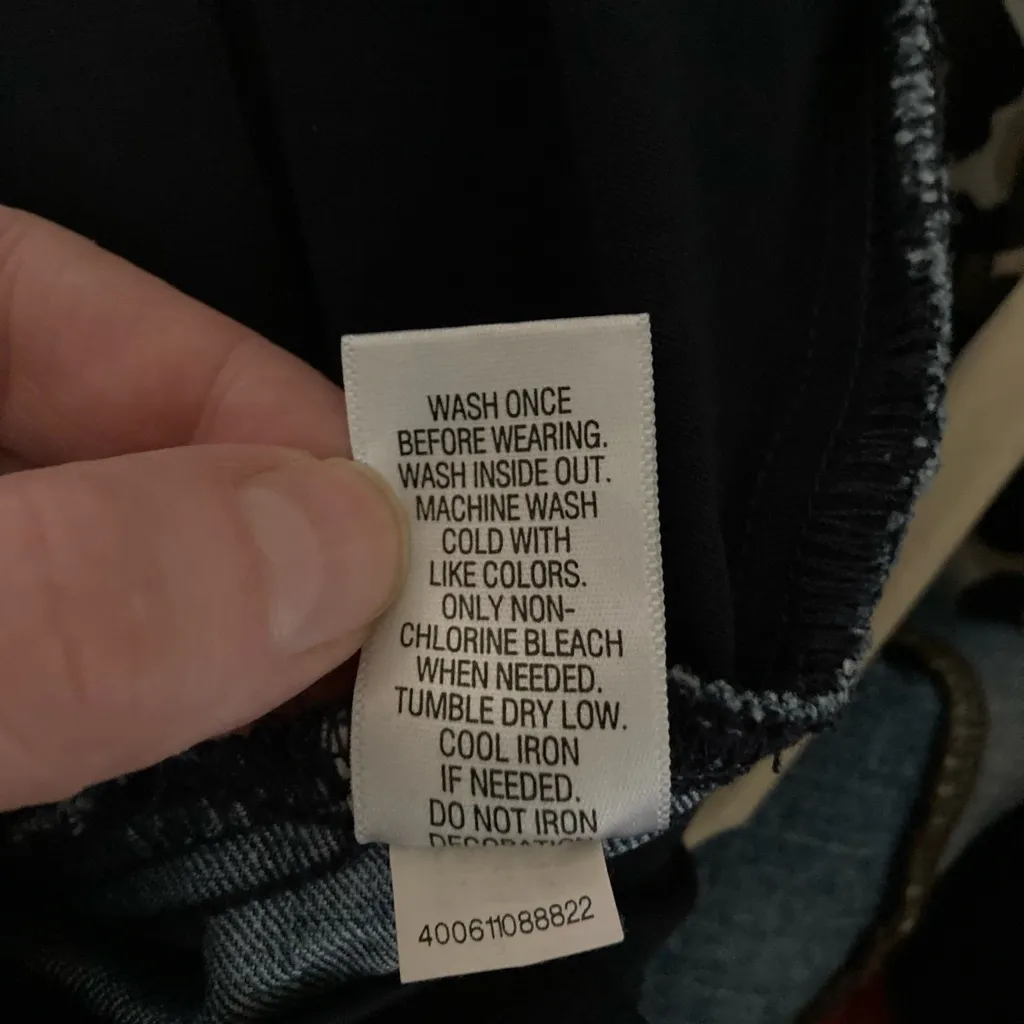 WASH ONCE
BEFORE WEARING.
WASH INSIDE OUT.
MACHINE WASH
COLD WITH
LIKE COLORS.
ONLY NON-
CHLORINE BLEACH
WHEN NEEDED.
TUMBLE DRY LOW.
COOL IRON
IF NEEDED.
DO NOT IRON
400611088822